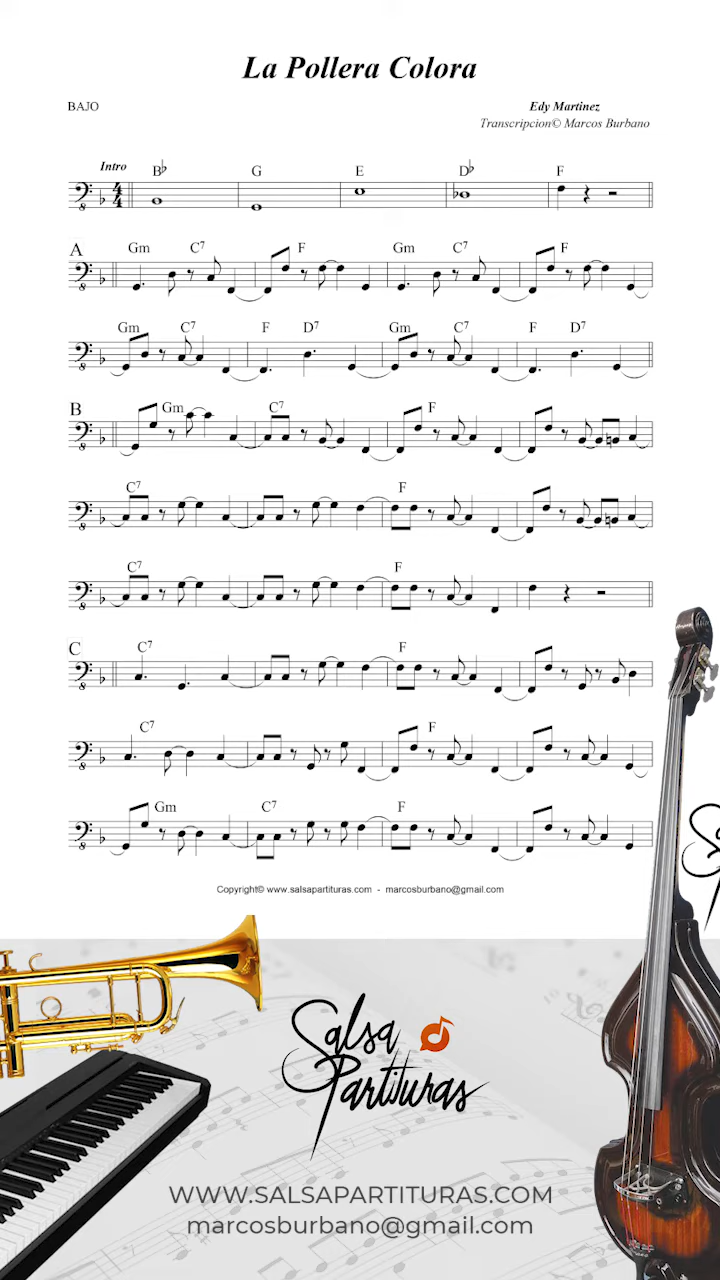 La Pollera Colora
BAJO
Edy Martinez
Transcripcion© Marcos Burbano
Intro
B♭ G E D♭ F
A Gm C7 F Gm C7 F
Gm C7 F D7 Gm C7 F D7
B Gm C7 F
C7 F
C7 F
C C7 F
C7 F
Gm C7 F
Copyright© www.salsapartituras.com - marcosburbano@gmail.com
Salsa
Partituras
WWW.SALSAPARTITURAS.COM
marcosburbano@gmail.com